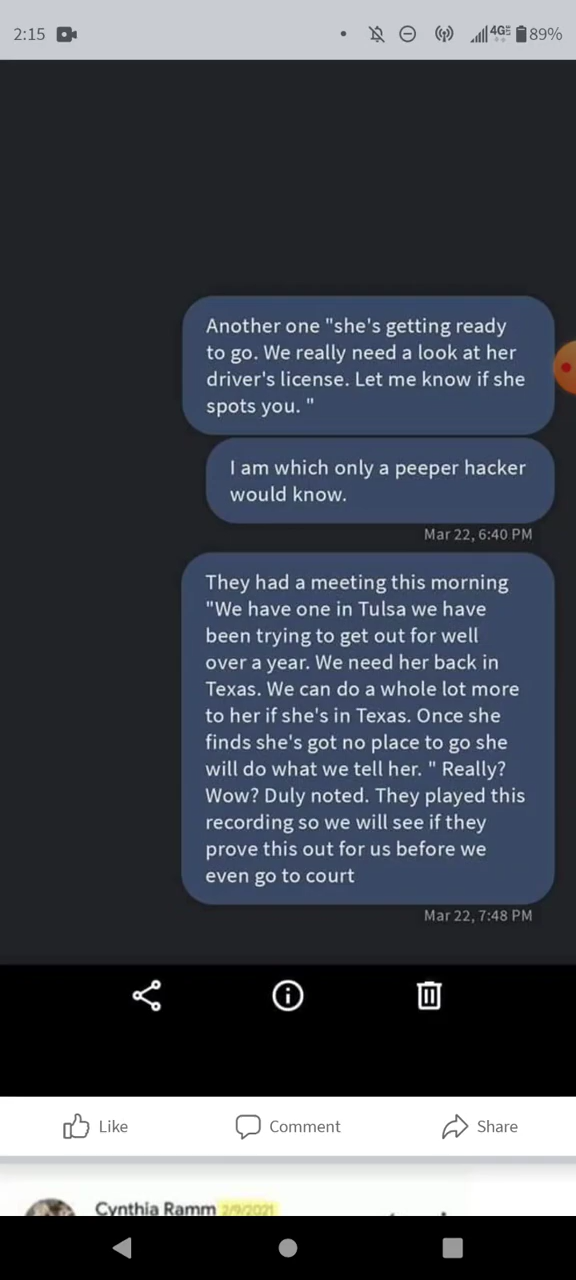 2:15
4GE 89%
Another one "she's getting ready
to go. We really need a look at her
driver's license. Let me know if she
spots you. "
I am which only a peeper hacker
would know.
Mar 22, 6:40 PM
They had a meeting this morning
"We have one in Tulsa we have
been trying to get out for well
over a year. We need her back in
Texas. We can do a whole lot more
to her if she's in Texas. Once she
finds she's got no place to go she
will do what we tell her. " Really?
Wow? Duly noted. They played this
recording so we will see if they
prove this out for us before we
even go to court
Mar 22, 7:48 PM
Like Comment Share
Cynthia Ramm 2/9/2021